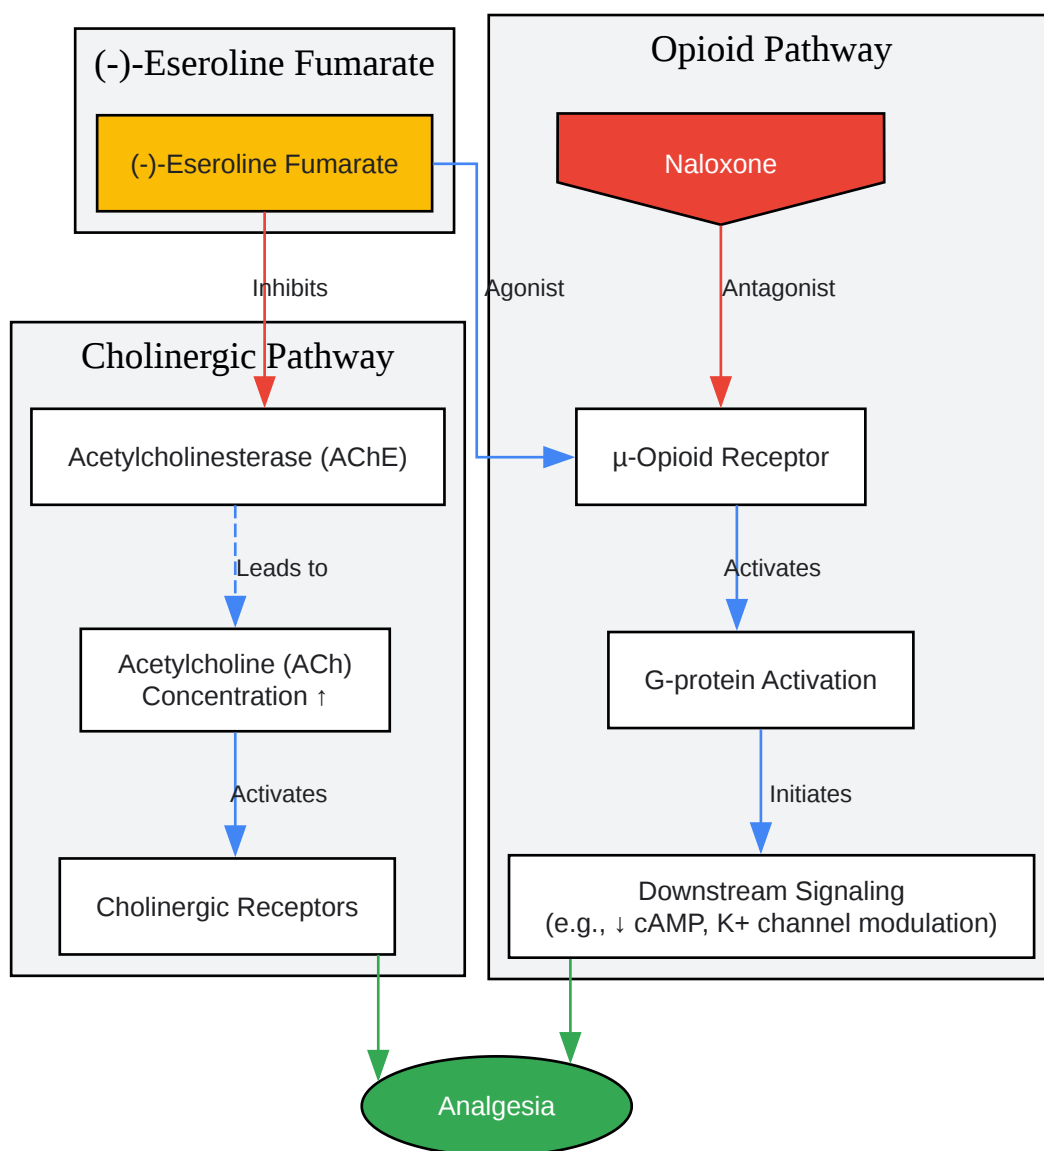 (-)-Eseroline Fumarate
(-)-Eseroline Fumarate
Opioid Pathway
Naloxone
Inhibits
Agonist
Antagonist
Cholinergic Pathway
Acetylcholinesterase (AChE)
µ-Opioid Receptor
Leads to
Activates
Acetylcholine (ACh)
Concentration ↑
G-protein Activation
Activates
Initiates
Cholinergic Receptors
Downstream Signaling
(e.g., ↓ cAMP, K+ channel modulation)
Analgesia